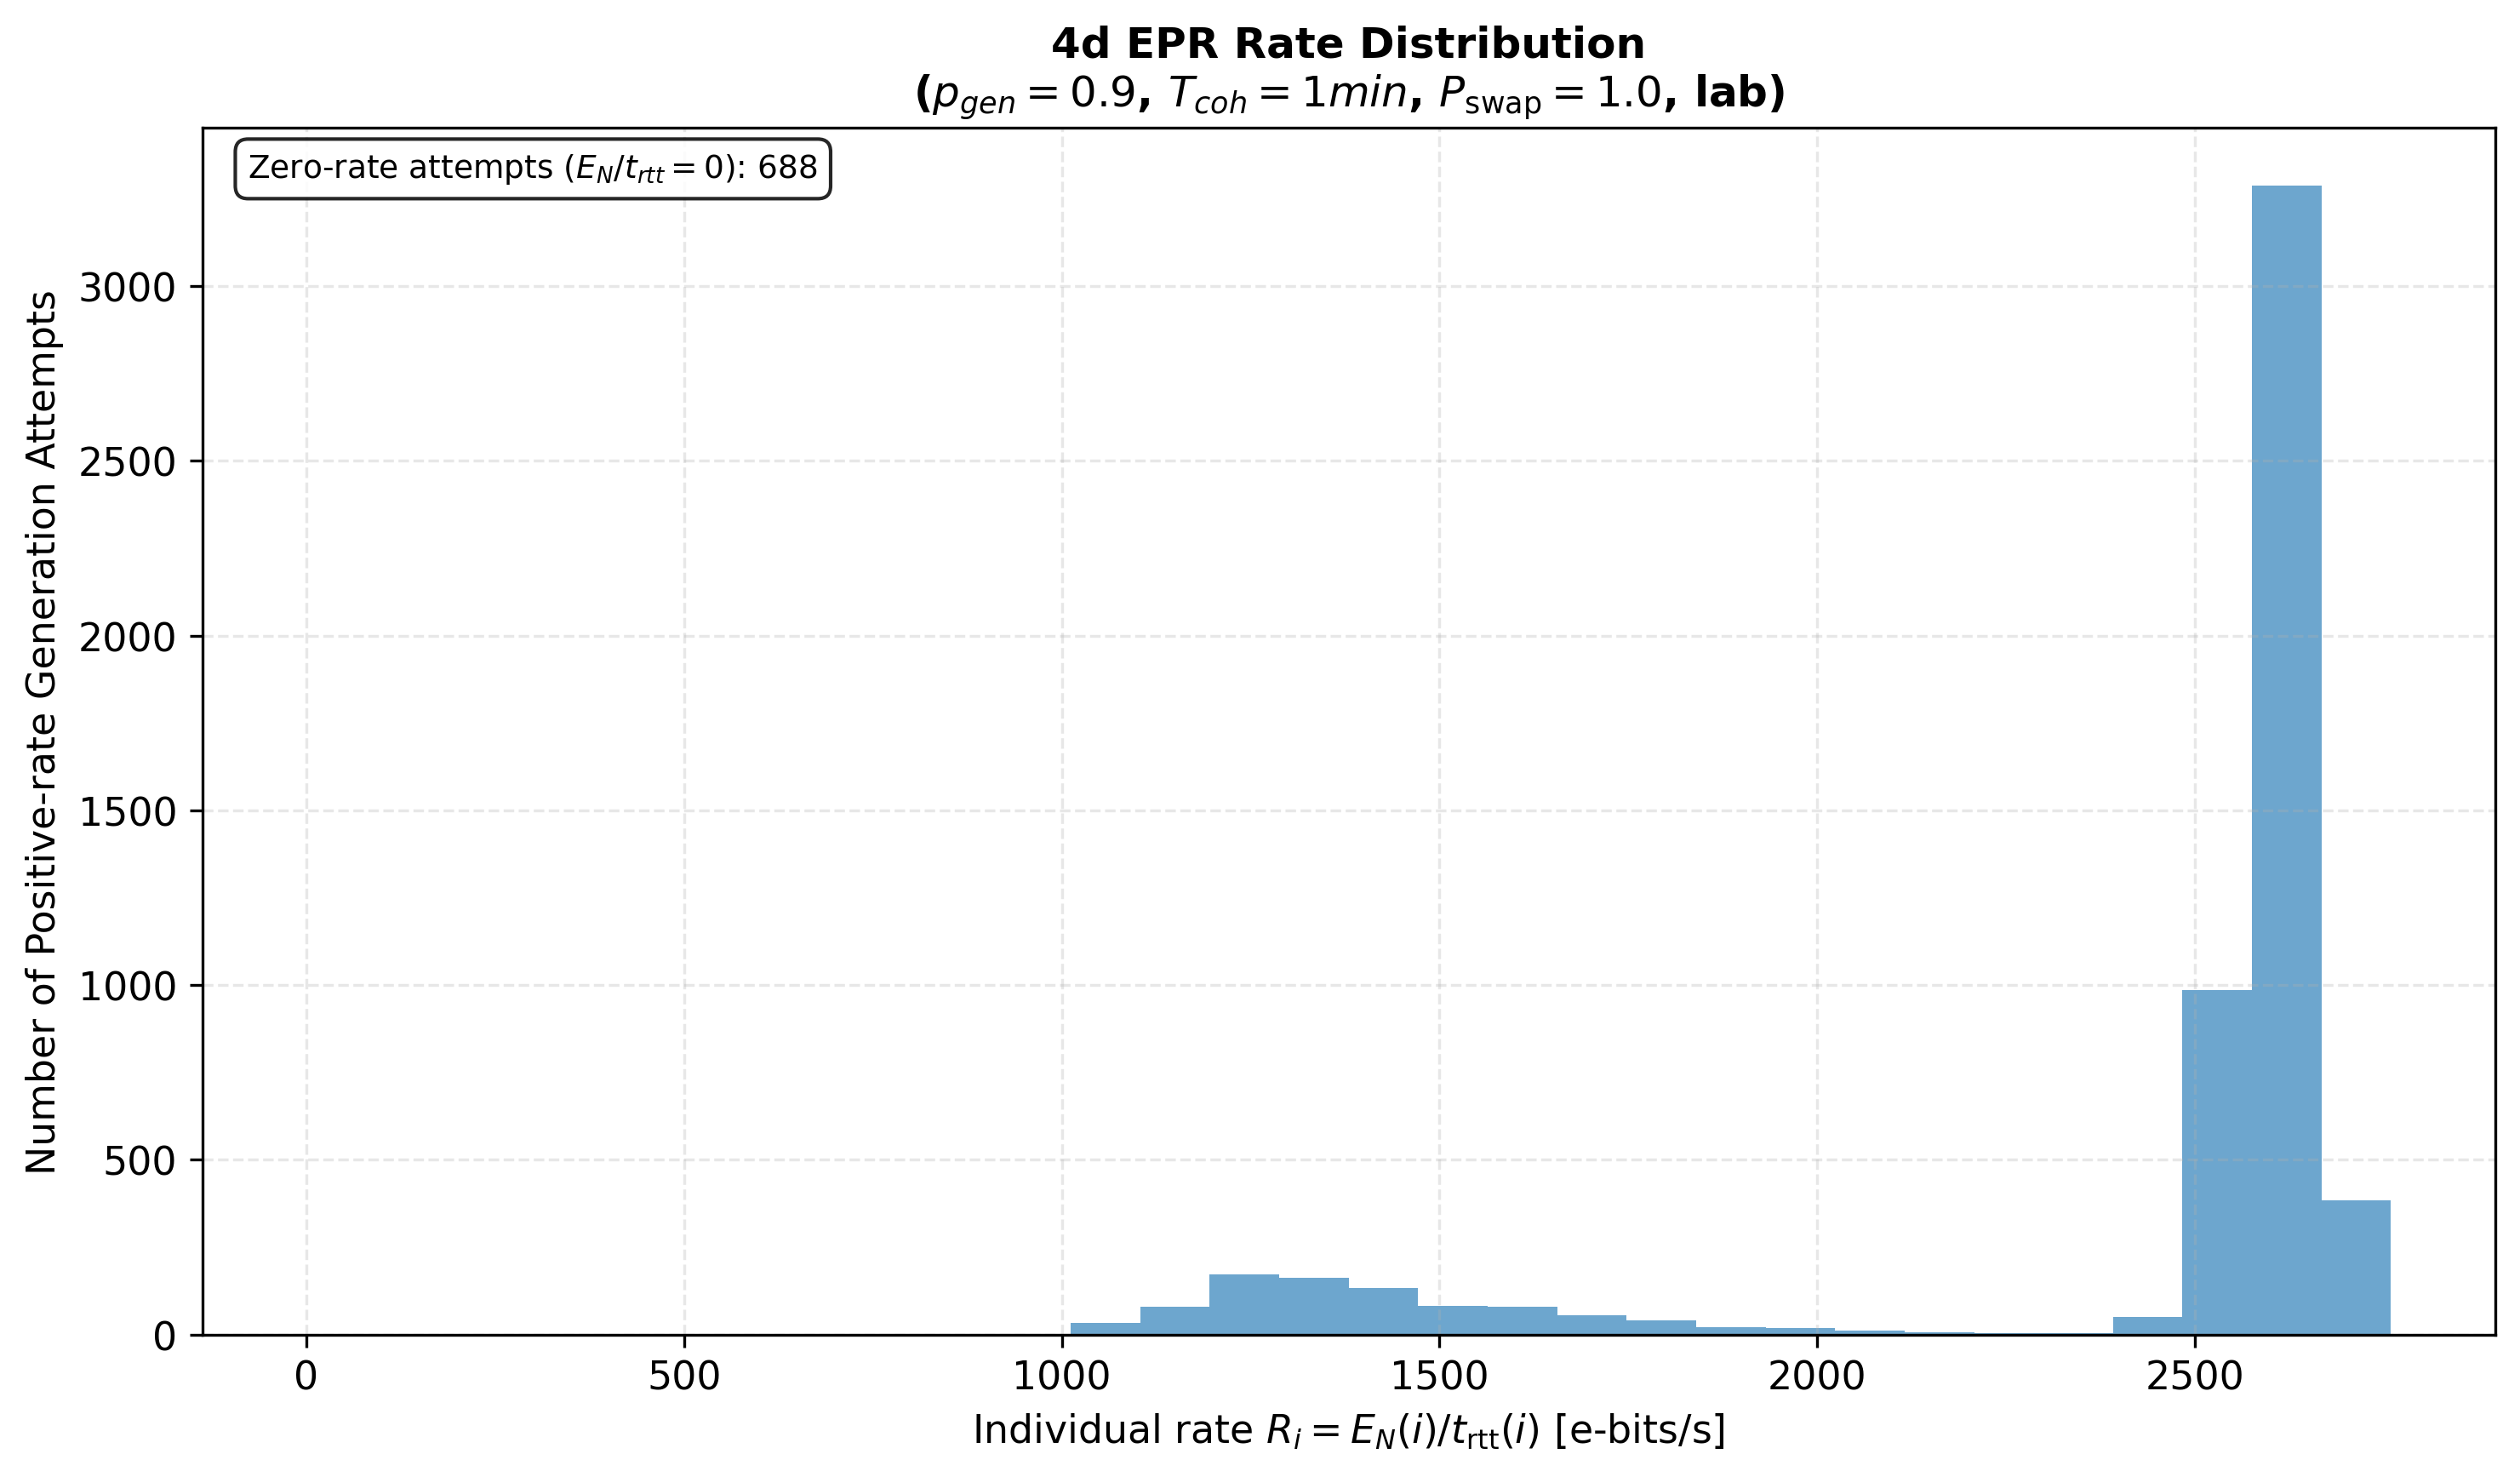 4d EPR Rate Distribution
(p_gen = 0.9, T_coh = 1min, P_swap = 1.0, lab)
Zero-rate attempts (E_N/t_rtt = 0): 688
Number of Positive-rate Generation Attempts
3000
2500
2000
1500
1000
500
0
0 500 1000 1500 2000 2500
Individual rate R_i = E_N(i)/t_rtt(i) [e-bits/s]